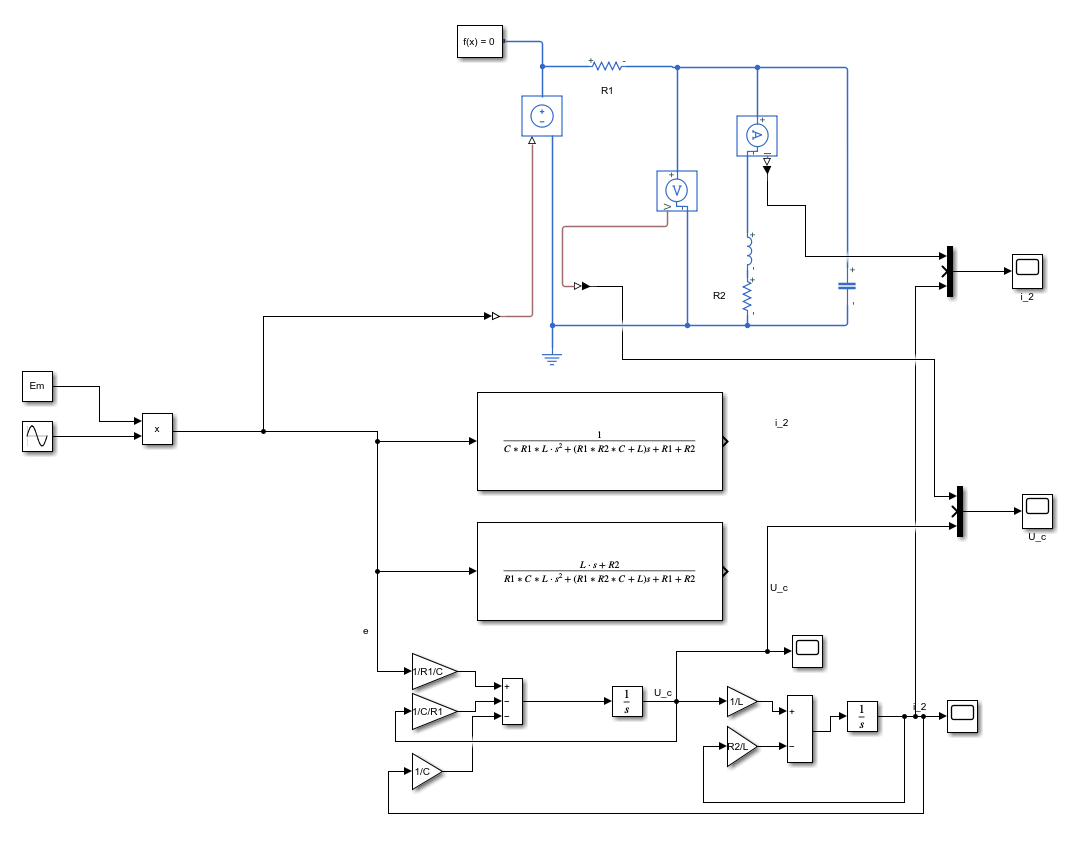 f(x) = 0
+
-
R1
+
−
+
A
I
+
V
V
+
-
+
-
R2
+
-
i_2
Em
x
1
C * R1 * L · s² + (R1 * R2 * C + L)s + R1 + R2
i_2
L · s + R2
R1 * C * L · s² + (R1 * R2 * C + L)s + R1 + R2
U_c
U_c
e
1/R1/C
+
1/C/R1
−
−
1
s
U_c
1/L
+
R2/L
−
1
s
i_2
1/C